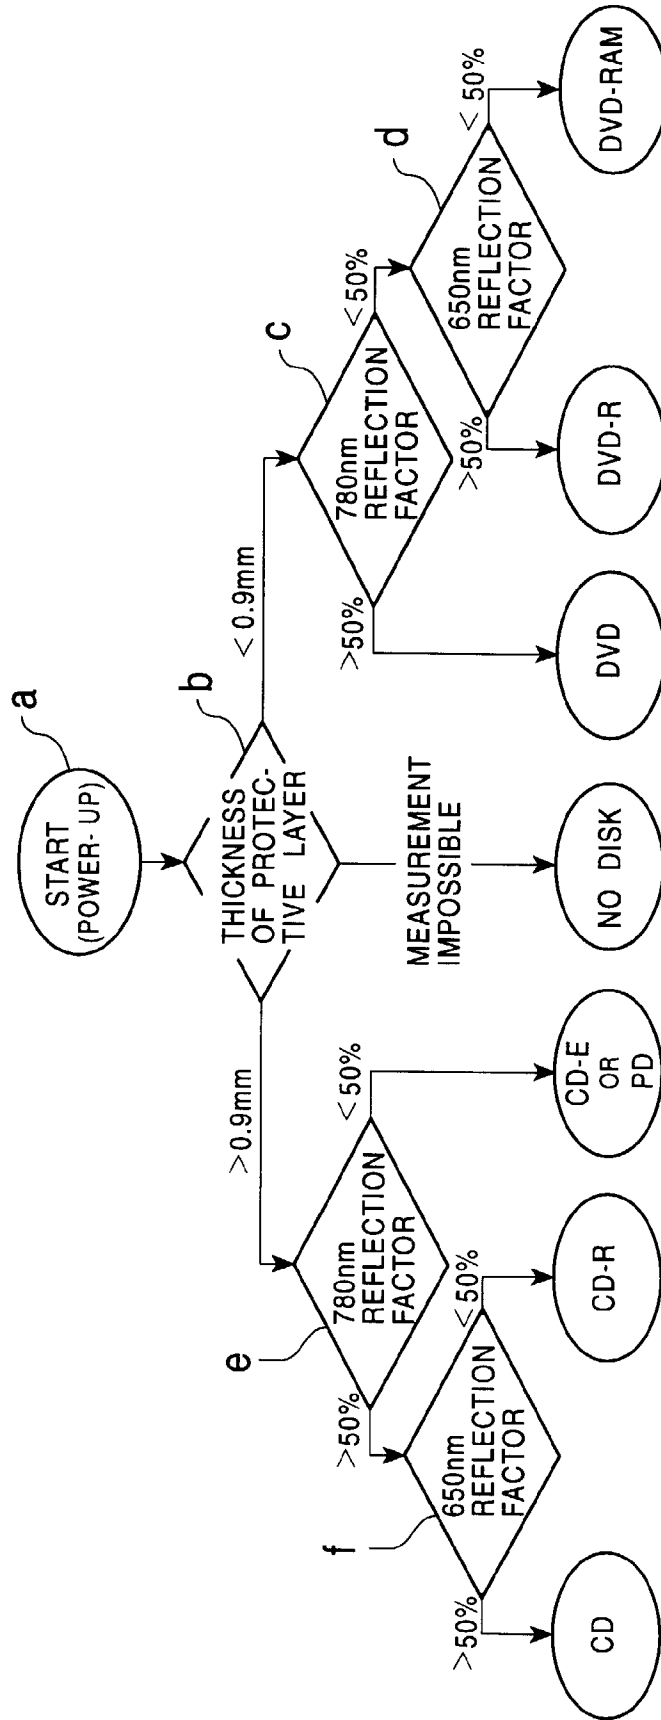 a
START
(POWER-UP)
b
THICKNESS
OF PROTEC-
TIVE LAYER
>0.9mm
<0.9mm
MEASUREMENT
IMPOSSIBLE
e
780nm
REFLECTION
FACTOR
>50%
<50%
c
780nm
REFLECTION
FACTOR
>50%
<50%
f
650nm
REFLECTION
FACTOR
>50%
<50%
d
650nm
REFLECTION
FACTOR
>50%
<50%
CD
CD-R
CD-E
OR
PD
NO DISK
DVD
DVD-R
DVD-RAM